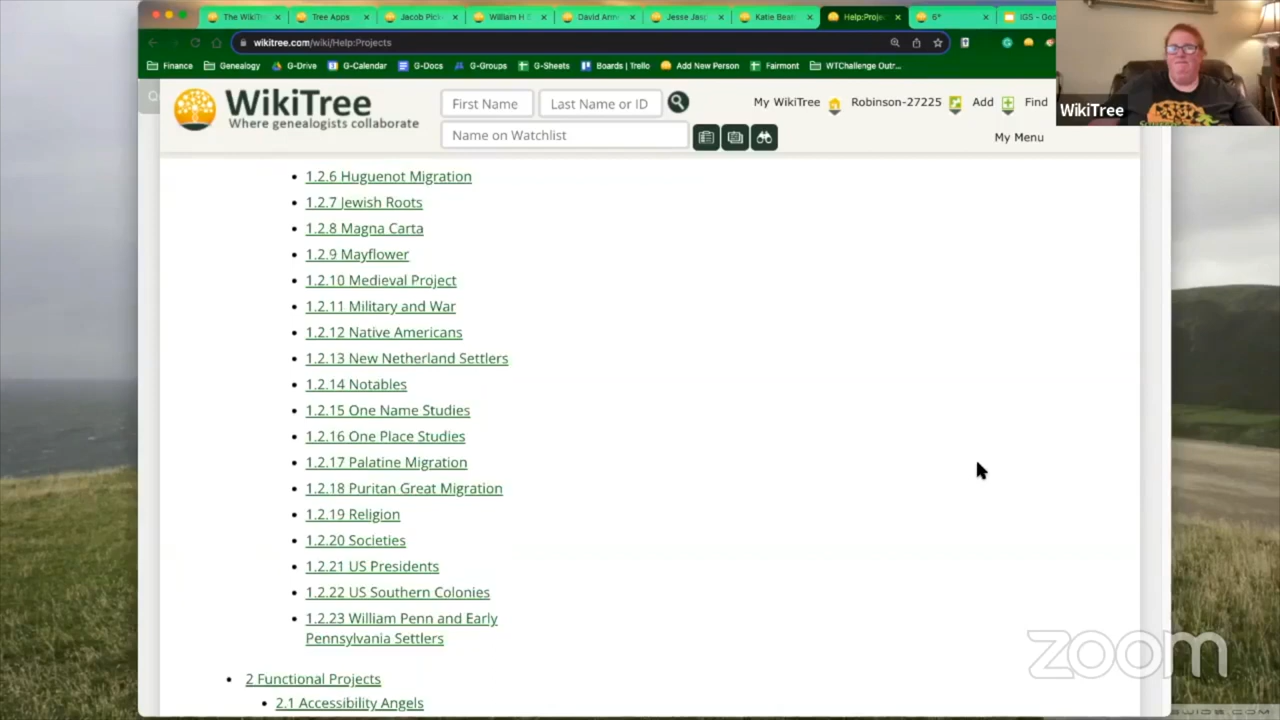 The WikiT
Tree Apps
Jacob Pick
William H B
David Arm
Jesse Jasp
Katie Beat
Help:Proje
6°
IGS - Goo
wikitree.com/wiki/Help:Projects
Finance
Genealogy
G-Drive
G-Calendar
G-Docs
G-Groups
G-Sheets
Boards | Trello
Add New Person
Fairmont
WTChallenge Outr...
WikiTree
Where genealogists collaborate
First Name
Last Name or ID
My WikiTree
Robinson-27225
Add
Find
WikiTree
Name on Watchlist
My Menu
1.2.6 Huguenot Migration
1.2.7 Jewish Roots
1.2.8 Magna Carta
1.2.9 Mayflower
1.2.10 Medieval Project
1.2.11 Military and War
1.2.12 Native Americans
1.2.13 New Netherland Settlers
1.2.14 Notables
1.2.15 One Name Studies
1.2.16 One Place Studies
1.2.17 Palatine Migration
1.2.18 Puritan Great Migration
1.2.19 Religion
1.2.20 Societies
1.2.21 US Presidents
1.2.22 US Southern Colonies
1.2.23 William Penn and Early
Pennsylvania Settlers
2 Functional Projects
2.1 Accessibility Angels
zoom